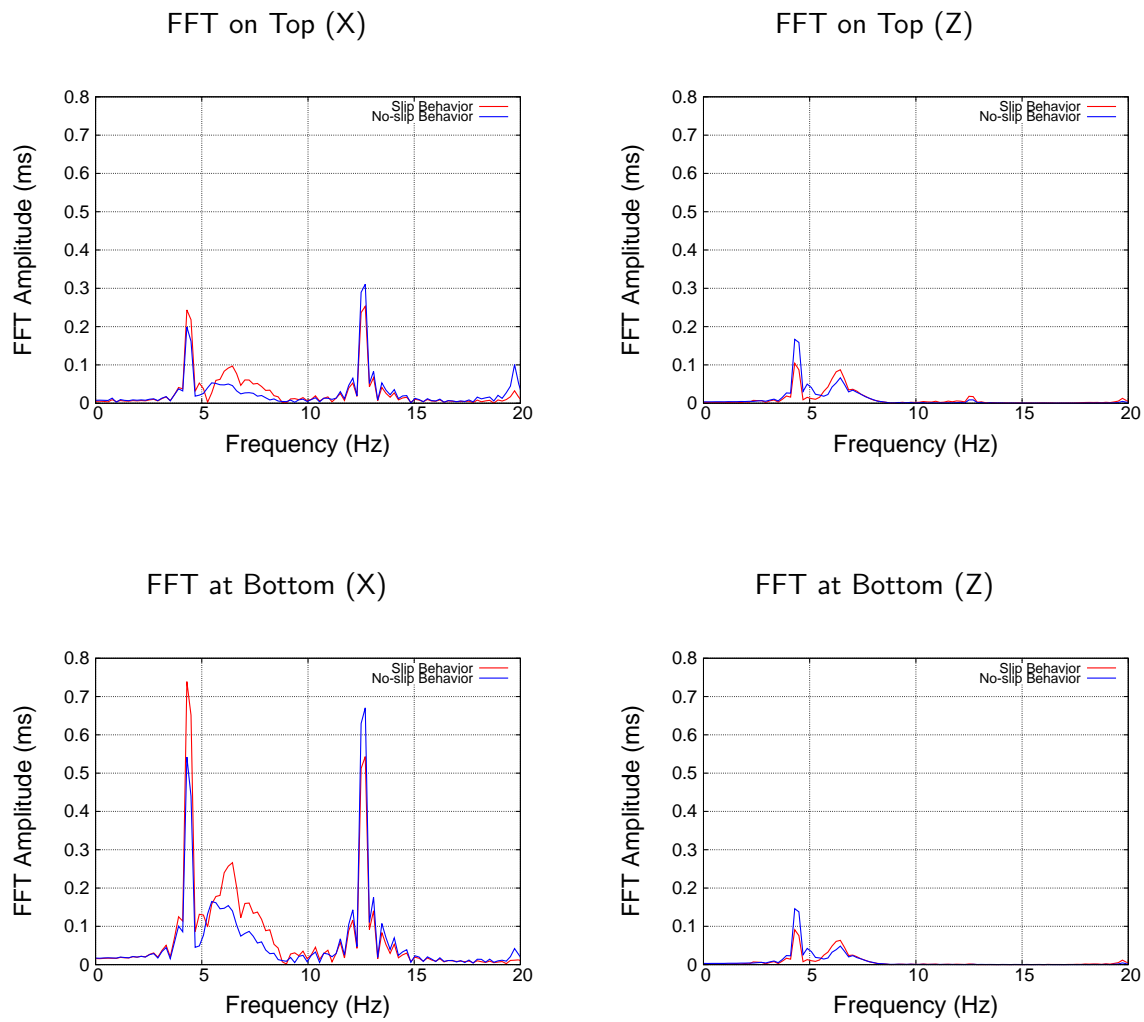 FFT on Top (X)
FFT Amplitude (ms)
0.8
0.7
0.6
0.5
0.4
0.3
0.2
0.1
0
Slip Behavior
No-slip Behavior
0 5 10 15 20
Frequency (Hz)
FFT on Top (Z)
FFT Amplitude (ms)
0.8
0.7
0.6
0.5
0.4
0.3
0.2
0.1
0
Slip Behavior
No-slip Behavior
0 5 10 15 20
Frequency (Hz)
FFT at Bottom (X)
FFT Amplitude (ms)
0.8
0.7
0.6
0.5
0.4
0.3
0.2
0.1
0
Slip Behavior
No-slip Behavior
0 5 10 15 20
Frequency (Hz)
FFT at Bottom (Z)
FFT Amplitude (ms)
0.8
0.7
0.6
0.5
0.4
0.3
0.2
0.1
0
Slip Behavior
No-slip Behavior
0 5 10 15 20
Frequency (Hz)